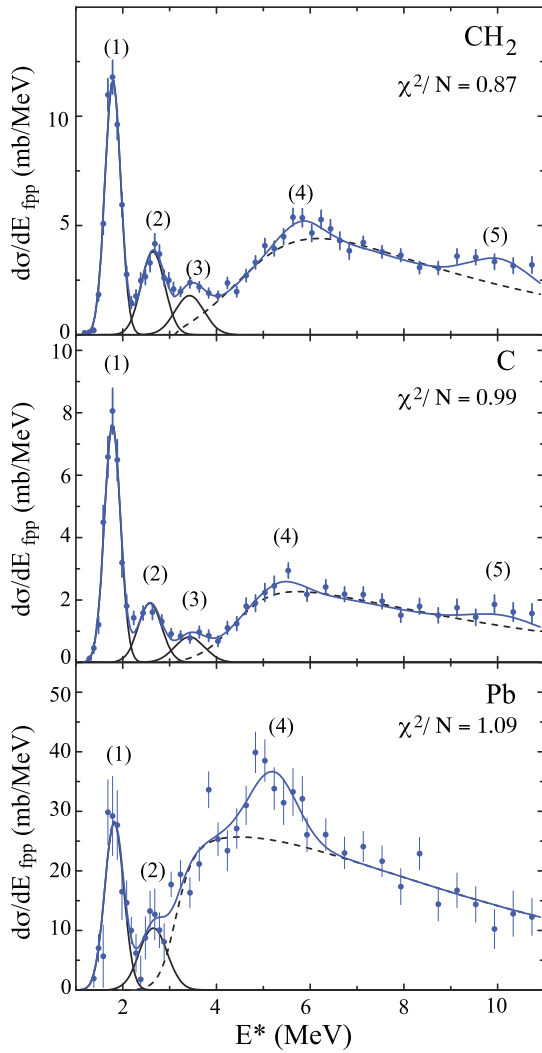 (1)
CH₂
χ²/ N = 0.87
(4)
(2)
(3)
(5)
10
5
0
dσ/dE fpp (mb/MeV)
(1)
C
χ²/ N = 0.99
(4)
(2)
(3)
(5)
10
8
6
4
2
0
dσ/dE fpp (mb/MeV)
Pb
(1)
(4)
χ²/ N = 1.09
(2)
50
40
30
20
10
0
dσ/dE fpp (mb/MeV)
2 4 6 8 10
E* (MeV)